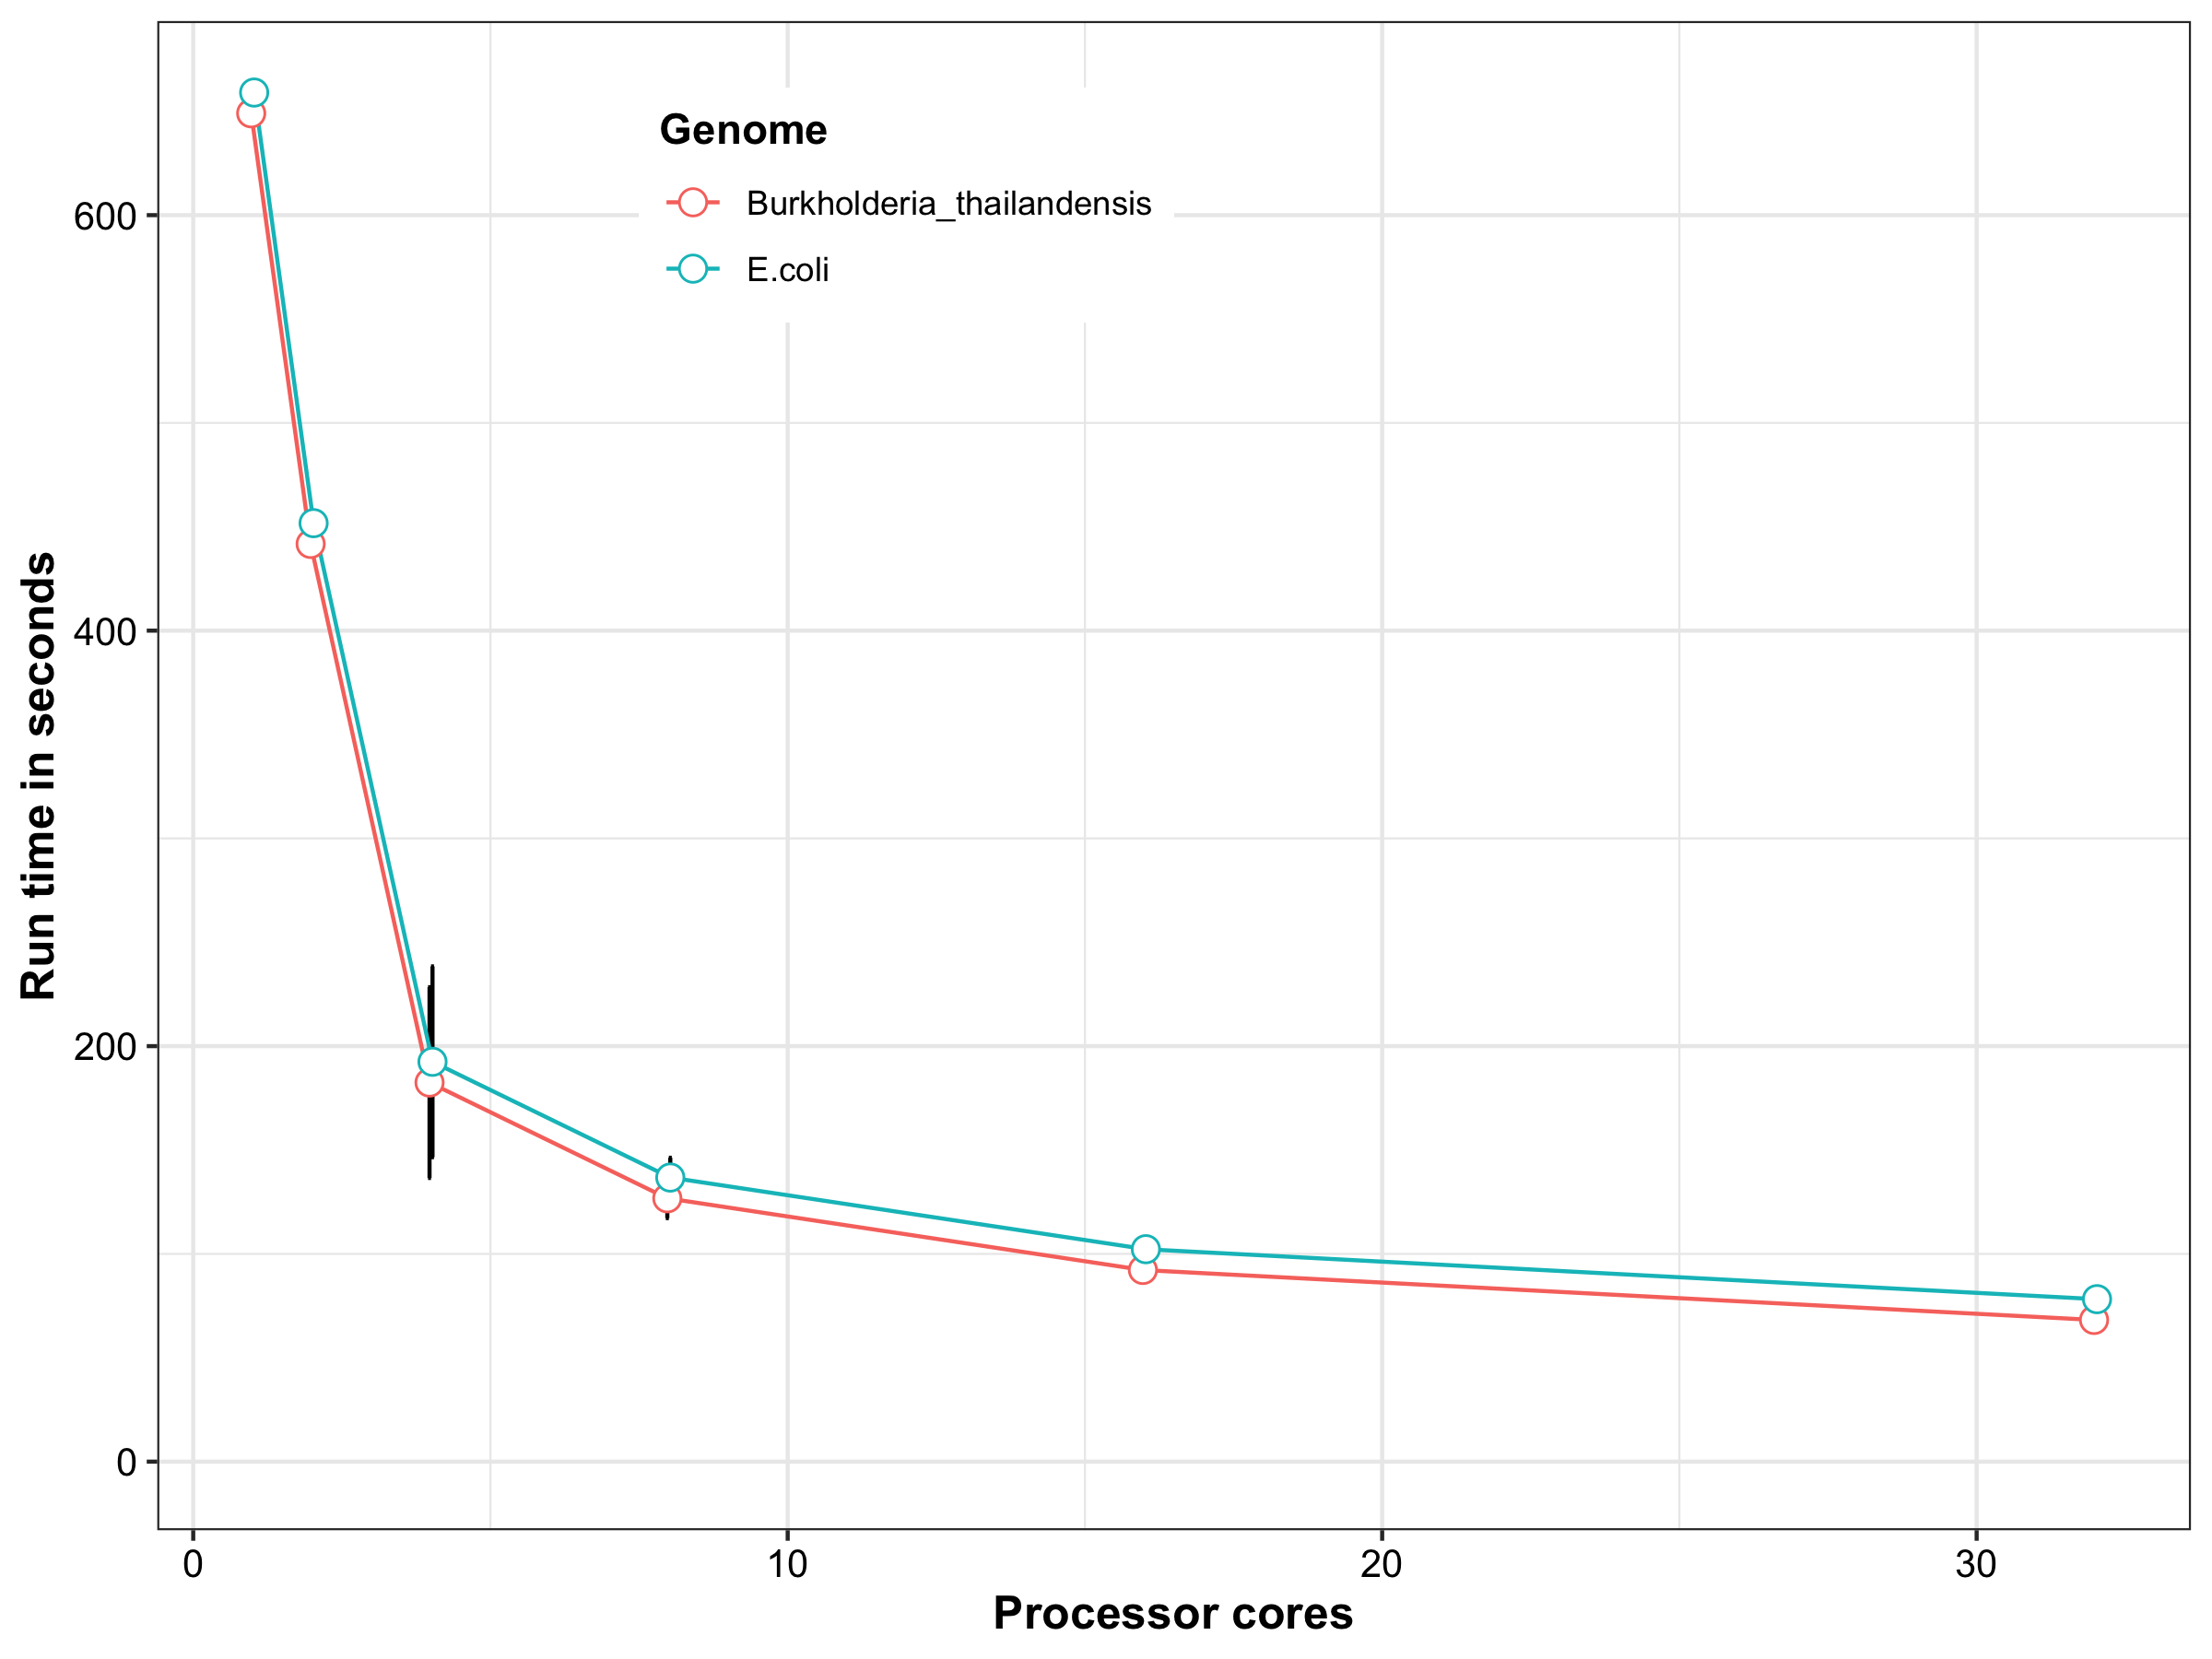 Genome
Burkholderia_thailandensis
E.coli
600
400
200
0
Run time in seconds
0 10 20 30
Processor cores